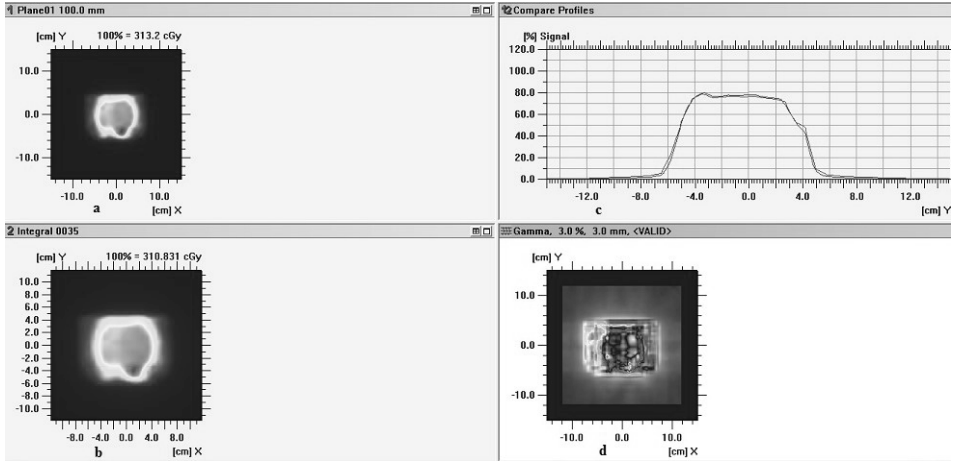 1 Plane01 100.0 mm
[cm] Y 100% = 313.2 cGy
10.0
0.0
-10.0
-10.0 0.0 10.0
a [cm] X
12 Compare Profiles
[%] Signal
120.0
100.0
80.0
60.0
40.0
20.0
0.0
-12.0 -8.0 -4.0 0.0 4.0 8.0 12.0
c [cm] Y
2 Integral 0035
[cm] Y 100% = 310.831 cGy
10.0
8.0
6.0
4.0
2.0
0.0
-2.0
-4.0
-6.0
-8.0
-10.0
-8.0 -4.0 0.0 4.0 8.0
b [cm] X
Gamma, 3.0 %, 3.0 mm, <VALID>
[cm] Y
10.0
0.0
-10.0
-10.0 0.0 10.0
d [cm] X